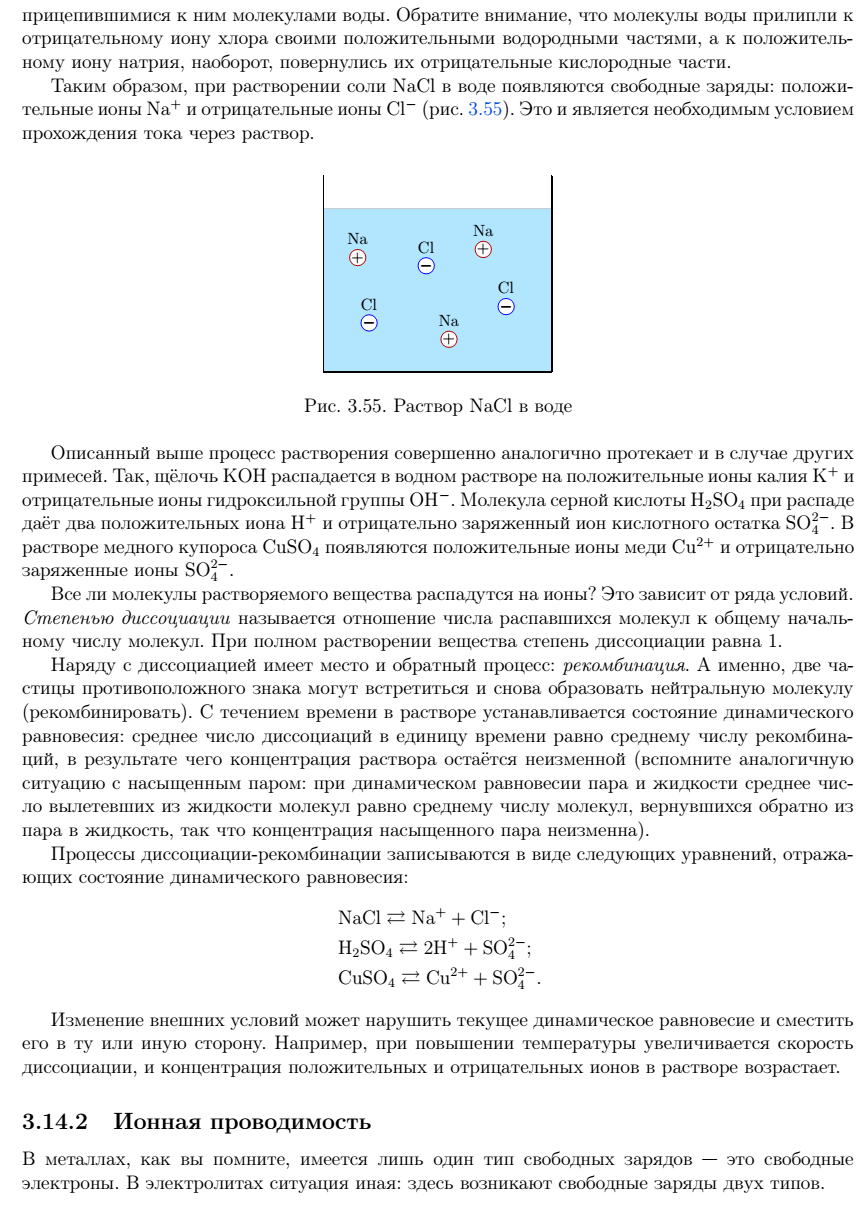 прицепившимися к ним молекулами воды. Обратите внимание, что молекулы воды прилипли к
отрицательному иону хлора своими положительными водородными частями, а к положитель-
ному иону натрия, наоборот, повернулись их отрицательные кислородные части.
Таким образом, при растворении соли NaCl в воде появляются свободные заряды: положи-
тельные ионы Na⁺ и отрицательные ионы Cl⁻ (рис. 3.55). Это и является необходимым условием
прохождения тока через раствор.
Na
Cl
Na
+
−
+
Cl
Cl
−
−
Na
+
Рис. 3.55. Раствор NaCl в воде
Описанный выше процесс растворения совершенно аналогично протекает и в случае других
примесей. Так, щёлочь KOH распадается в водном растворе на положительные ионы калия K⁺ и
отрицательные ионы гидроксильной группы OH⁻. Молекула серной кислоты H₂SO₄ при распаде
даёт два положительных иона H⁺ и отрицательно заряженный ион кислотного остатка SO₄²⁻. В
растворе медного купороса CuSO₄ появляются положительные ионы меди Cu²⁺ и отрицательно
заряженные ионы SO₄²⁻.
Все ли молекулы растворяемого вещества распадутся на ионы? Это зависит от ряда условий.
Степенью диссоциации называется отношение числа распавшихся молекул к общему началь-
ному числу молекул. При полном растворении вещества степень диссоциации равна 1.
Наряду с диссоциацией имеет место и обратный процесс: рекомбинация. А именно, две ча-
стицы противоположного знака могут встретиться и снова образовать нейтральную молекулу
(рекомбинировать). С течением времени в растворе устанавливается состояние динамического
равновесия: среднее число диссоциаций в единицу времени равно среднему числу рекомбина-
ций, в результате чего концентрация раствора остаётся неизменной (вспомните аналогичную
ситуацию с насыщенным паром: при динамическом равновесии пара и жидкости среднее чис-
ло вылетевших из жидкости молекул равно среднему числу молекул, вернувшихся обратно из
пара в жидкость, так что концентрация насыщенного пара неизменна).
Процессы диссоциации-рекомбинации записываются в виде следующих уравнений, отража-
ющих состояние динамического равновесия:
NaCl ⇄ Na⁺ + Cl⁻;
H₂SO₄ ⇄ 2H⁺ + SO₄²⁻;
CuSO₄ ⇄ Cu²⁺ + SO₄²⁻.
Изменение внешних условий может нарушить текущее динамическое равновесие и сместить
его в ту или иную сторону. Например, при повышении температуры увеличивается скорость
диссоциации, и концентрация положительных и отрицательных ионов в растворе возрастает.
3.14.2 Ионная проводимость
В металлах, как вы помните, имеется лишь один тип свободных зарядов — это свободные
электроны. В электролитах ситуация иная: здесь возникают свободные заряды двух типов.